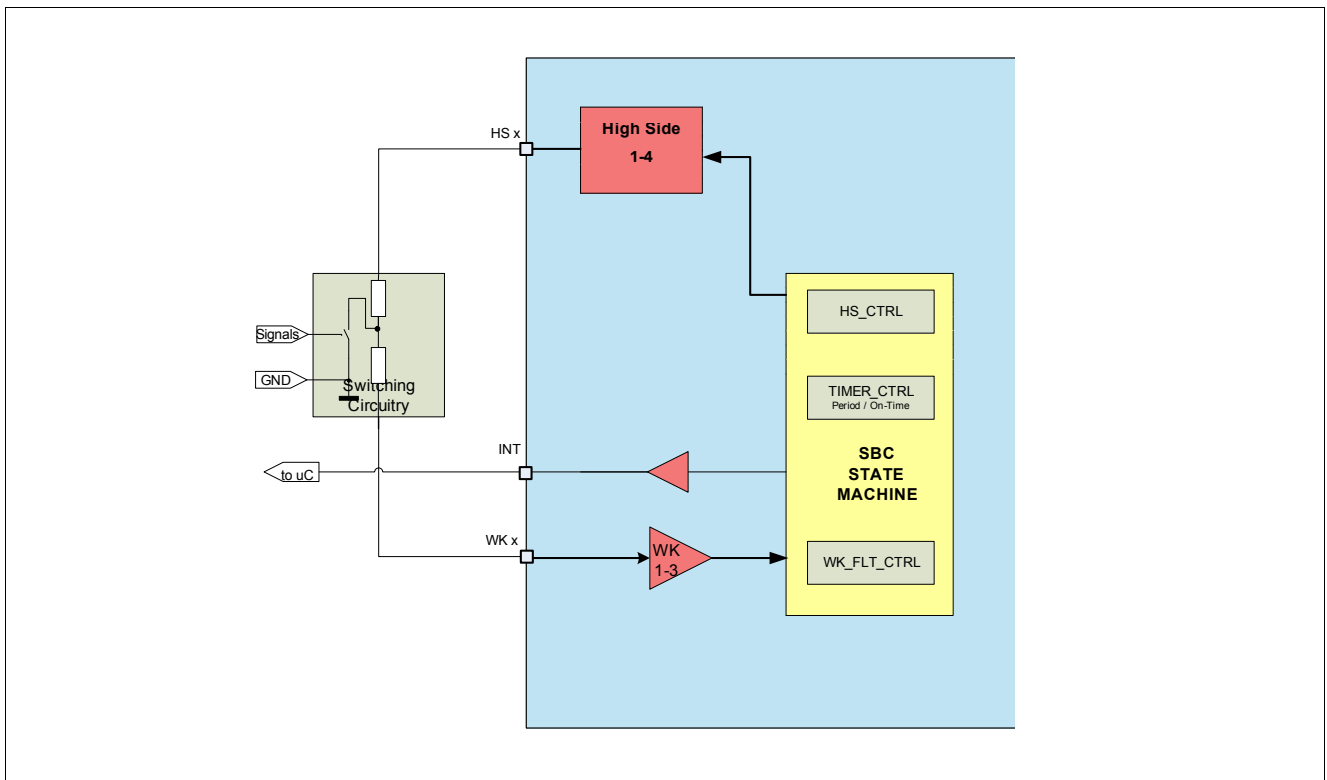 HS x
High Side
1-4
HS_CTRL
Signals
GND
Switching
Circuitry
TIMER_CTRL
Period / On-Time
SBC
STATE
MACHINE
INT
to uC
WK x
WK
1-3
WK_FLT_CTRL